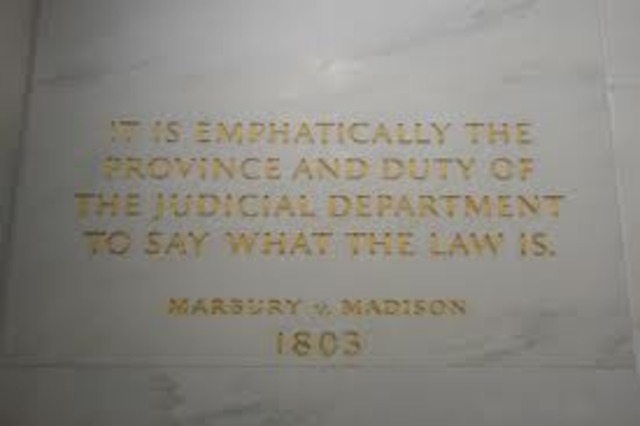 IT IS EMPHATICALLY THE
PROVINCE AND DUTY OF
THE JUDICIAL DEPARTMENT
TO SAY WHAT THE LAW IS.
MARBURY v. MADISON
1803